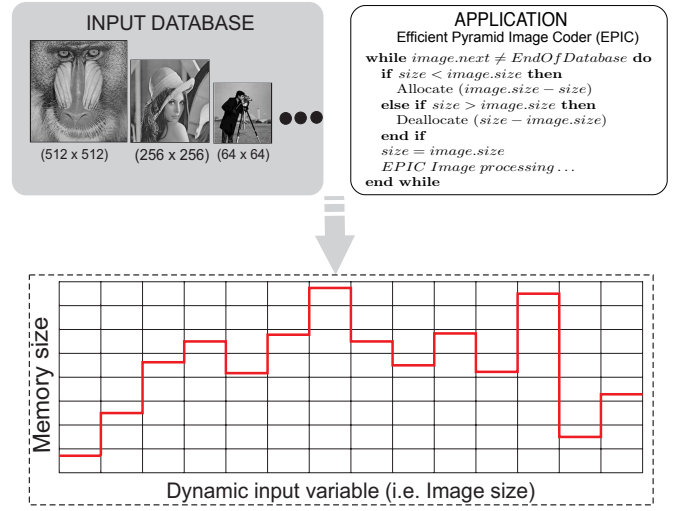 INPUT DATABASE
(512 x 512)
(256 x 256)
(64 x 64)
APPLICATION
Efficient Pyramid Image Coder (EPIC)
while image.next ≠ EndOfDatabase do
if size < image.size then
Allocate (image.size − size)
else if size > image.size then
Deallocate (size − image.size)
end if
size = image.size
EPIC Image processing ...
end while
Memory size
Dynamic input variable (i.e. Image size)